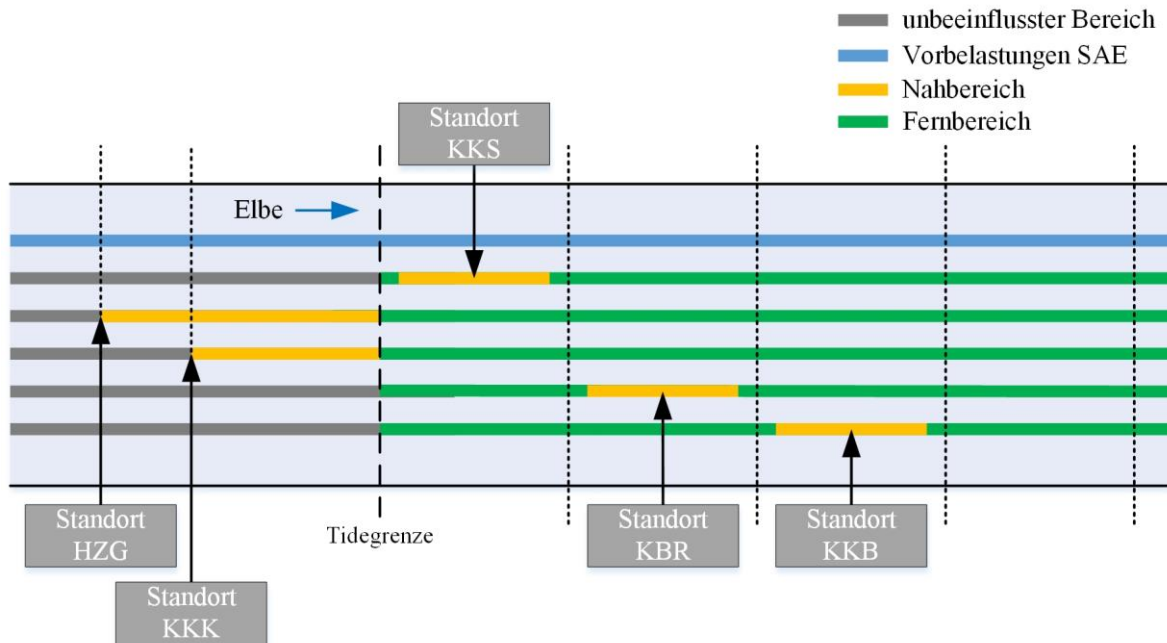 unbeeinflusster Bereich
Vorbelastungen SAE
Nahbereich
Fernbereich
Standort
KKS
Elbe
Standort
HZG
Tidegrenze
Standort
KBR
Standort
KKB
Standort
KKK